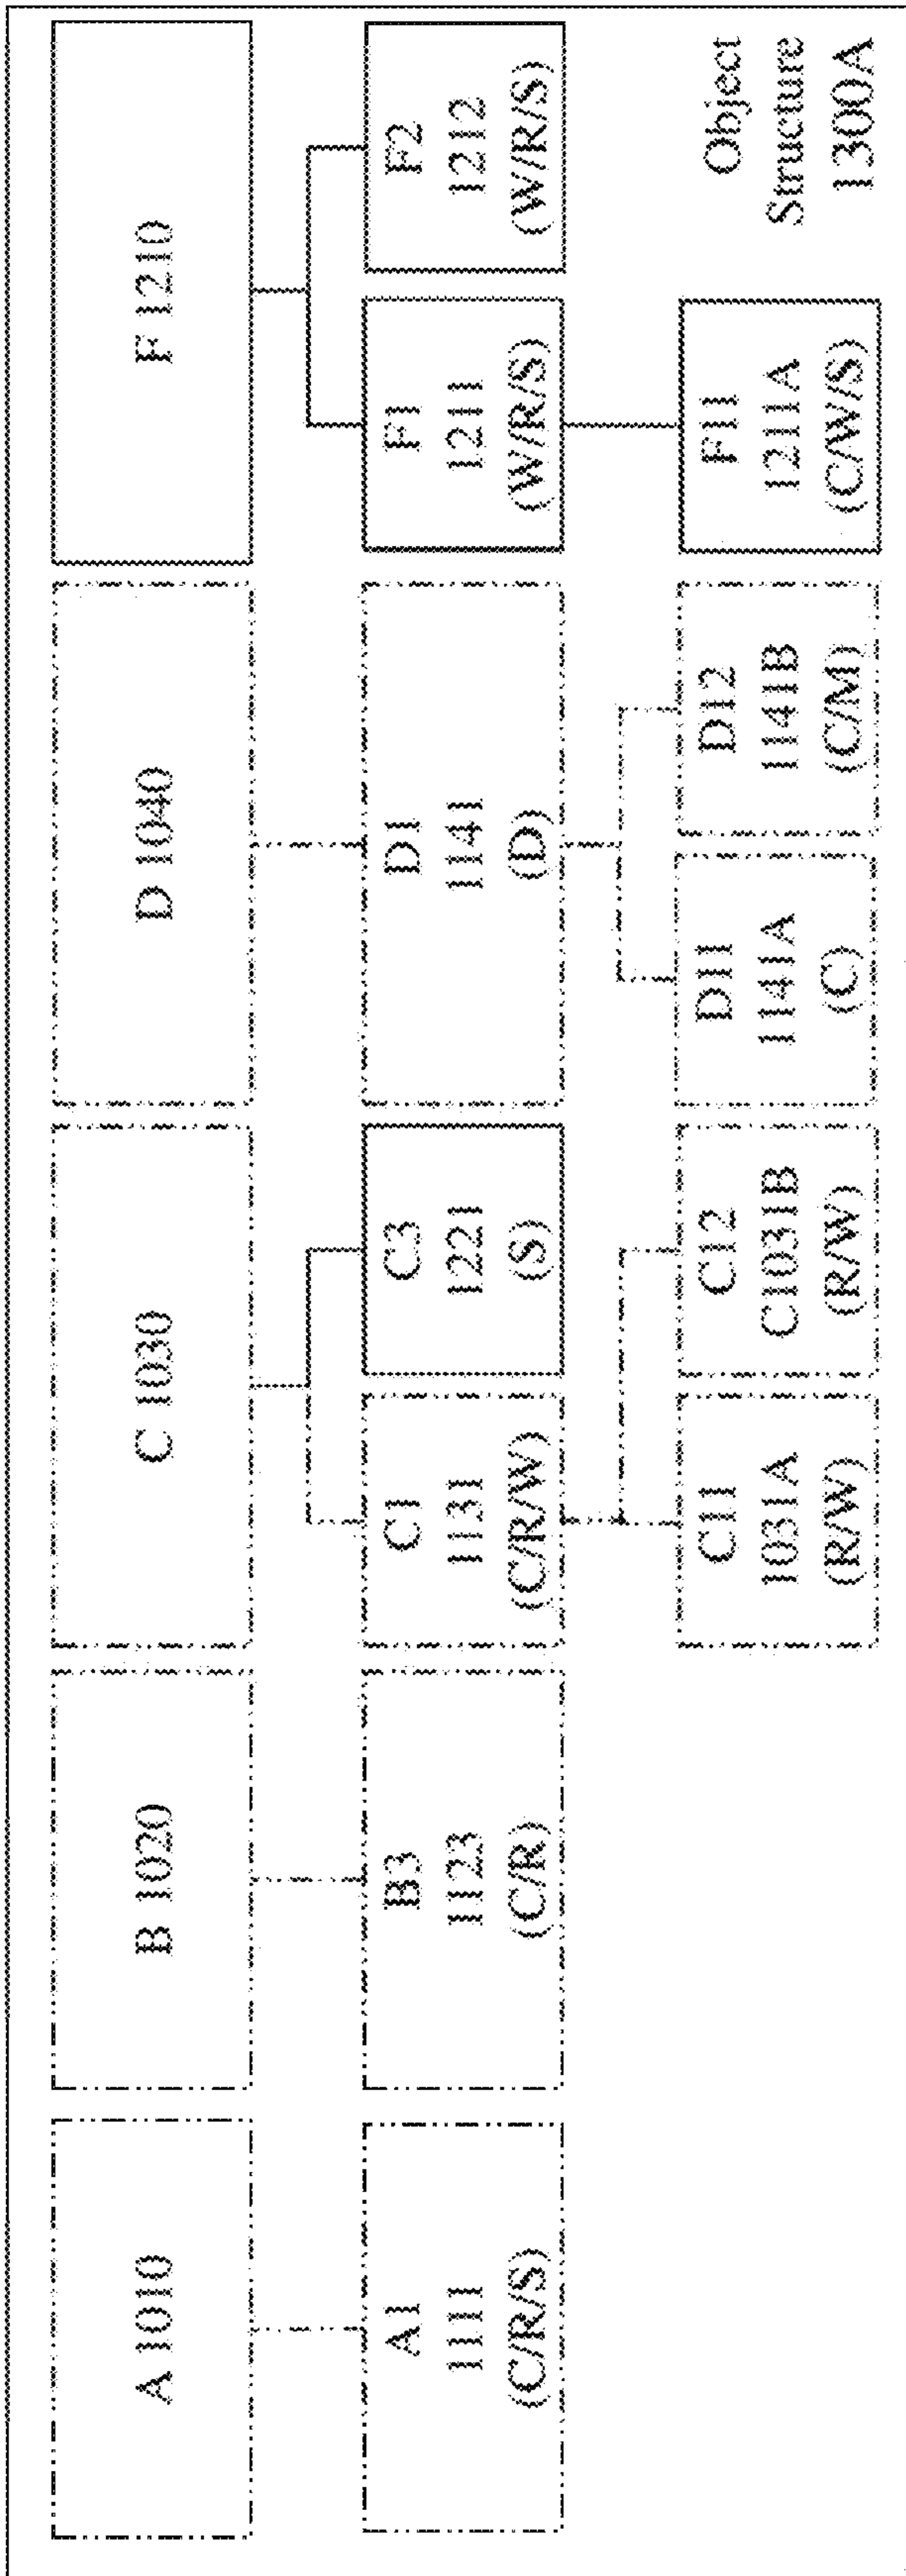 A 1010
B 1020
C 1030
D 1040
F 1210
A1
1111
(C/R/S)
B3
1123
(C/R)
C1
1131
(C/R/W)
C3
1221
(S)
D1
1141
(D)
F1
1211
(W/R/S)
F2
1212
(W/R/S)
C11
1031A
(R/W)
C12
C1031B
(R/W)
D11
1141A
(C)
D12
1141B
(C/M)
F11
1211A
(C/W/S)
Object
Structure
1300A